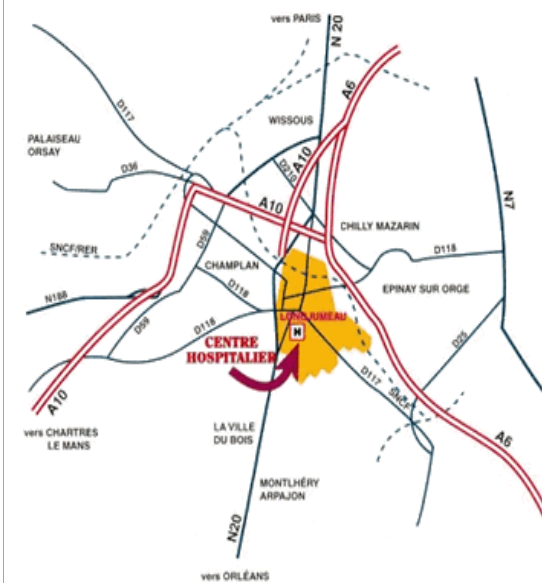 vers PARIS
N 20
A6
D117
WISSOUS
PALAISEAU
ORSAY
A10
D210
D36
N7
A10
CHILLY MAZARIN
SNCF/RER
D59
D118
CHAMPLAN
EPINAY SUR ORGE
D118
N188
LONGJUMEAU
H
D59
D118
D25
CENTRE
HOSPITALIER
D117
SNCF
A10
vers CHARTRES
LE MANS
LA VILLE
DU BOIS
A6
MONTLHÉRY
ARPAJON
N20
vers ORLÉANS